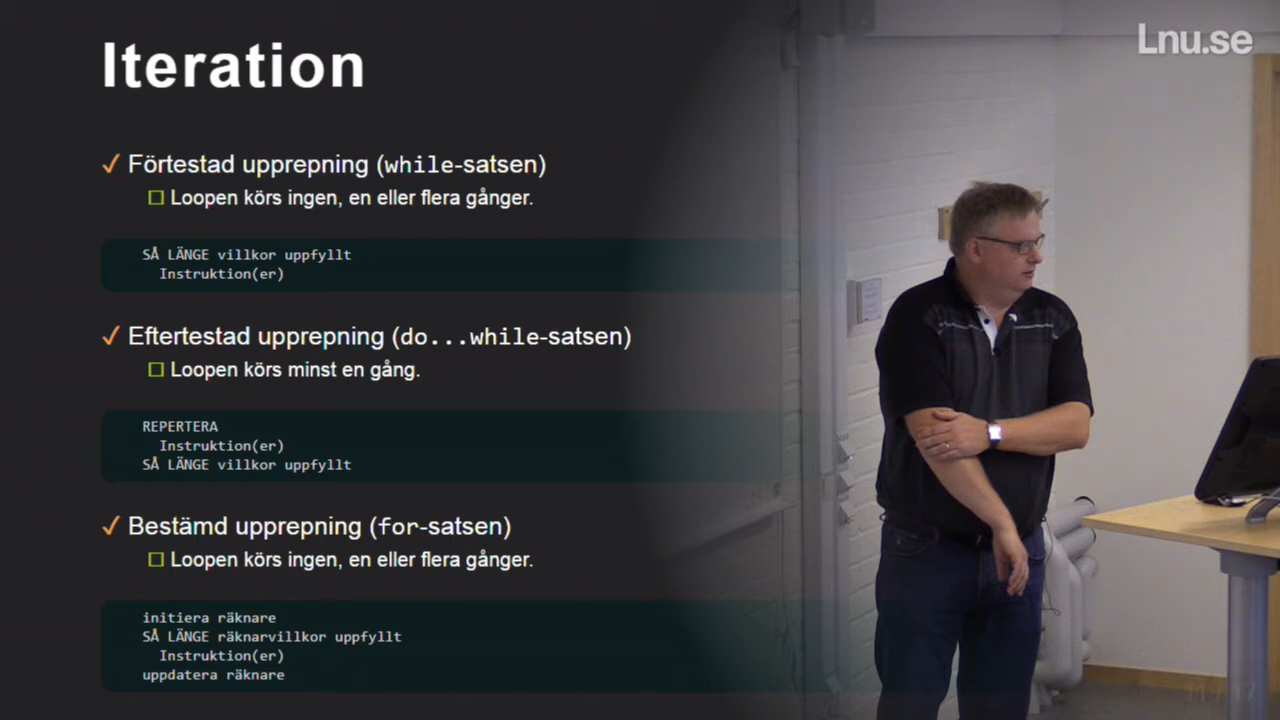 Iteration
Lnu.se
✓ Förtestad upprepning (while-satsen)
☐ Loopen körs ingen, en eller flera gånger.
SÅ LÄNGE villkor uppfyllt
Instruktion(er)
✓ Eftertestad upprepning (do...while-satsen)
☐ Loopen körs minst en gång.
REPERTERA
Instruktion(er)
SÅ LÄNGE villkor uppfyllt
✓ Bestämd upprepning (for-satsen)
☐ Loopen körs ingen, en eller flera gånger.
initiera räknare
SÅ LÄNGE räknarvillkor uppfyllt
Instruktion(er)
uppdatera räknare
11 / 17